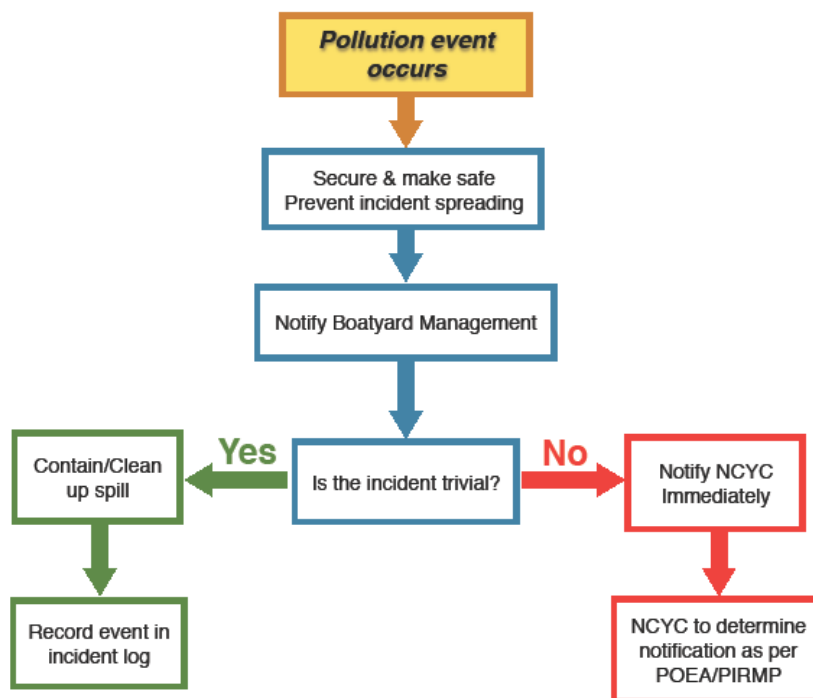 Pollution event
occurs
Secure & make safe
Prevent incident spreading
Notify Boatyard Management
Is the incident trivial?
Yes
No
Contain/Clean
up spill
Record event in
incident log
Notify NCYC
Immediately
NCYC to determine
notification as per
POEA/PIRMP